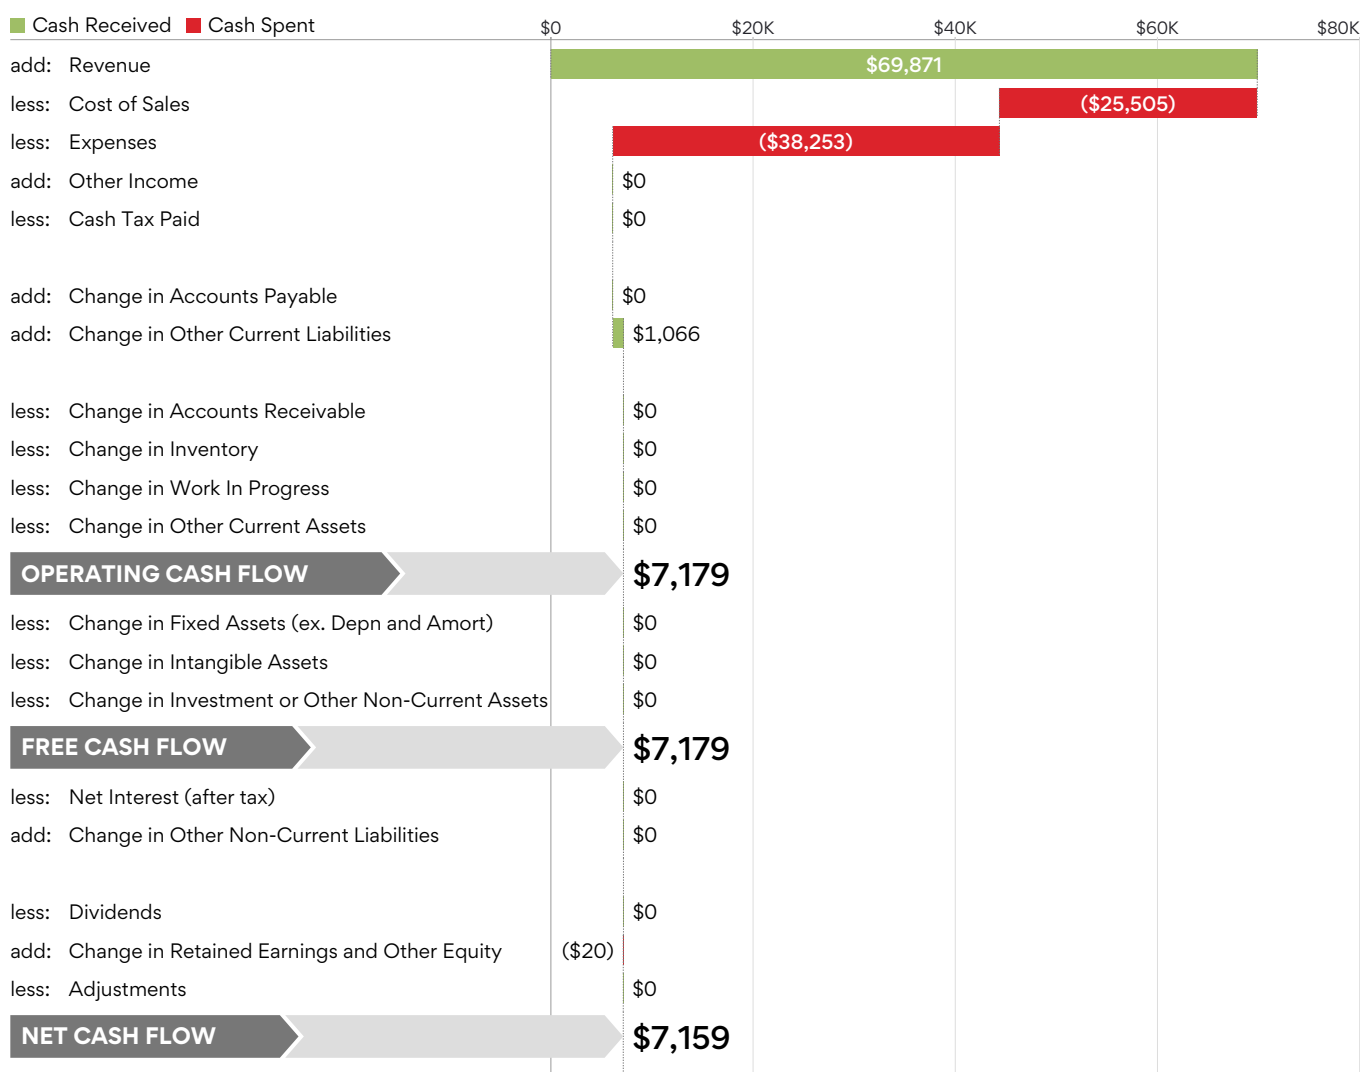 Cash Received Cash Spent $0 $20K $40K $60K $80K
add: Revenue $69,871
less: Cost of Sales ($25,505)
less: Expenses ($38,253)
add: Other Income $0
less: Cash Tax Paid $0
add: Change in Accounts Payable $0
add: Change in Other Current Liabilities $1,066
less: Change in Accounts Receivable $0
less: Change in Inventory $0
less: Change in Work In Progress $0
less: Change in Other Current Assets $0
OPERATING CASH FLOW $7,179
less: Change in Fixed Assets (ex. Depn and Amort) $0
less: Change in Intangible Assets $0
less: Change in Investment or Other Non-Current Assets $0
FREE CASH FLOW $7,179
less: Net Interest (after tax) $0
add: Change in Other Non-Current Liabilities $0
less: Dividends $0
add: Change in Retained Earnings and Other Equity ($20)
less: Adjustments $0
NET CASH FLOW $7,159